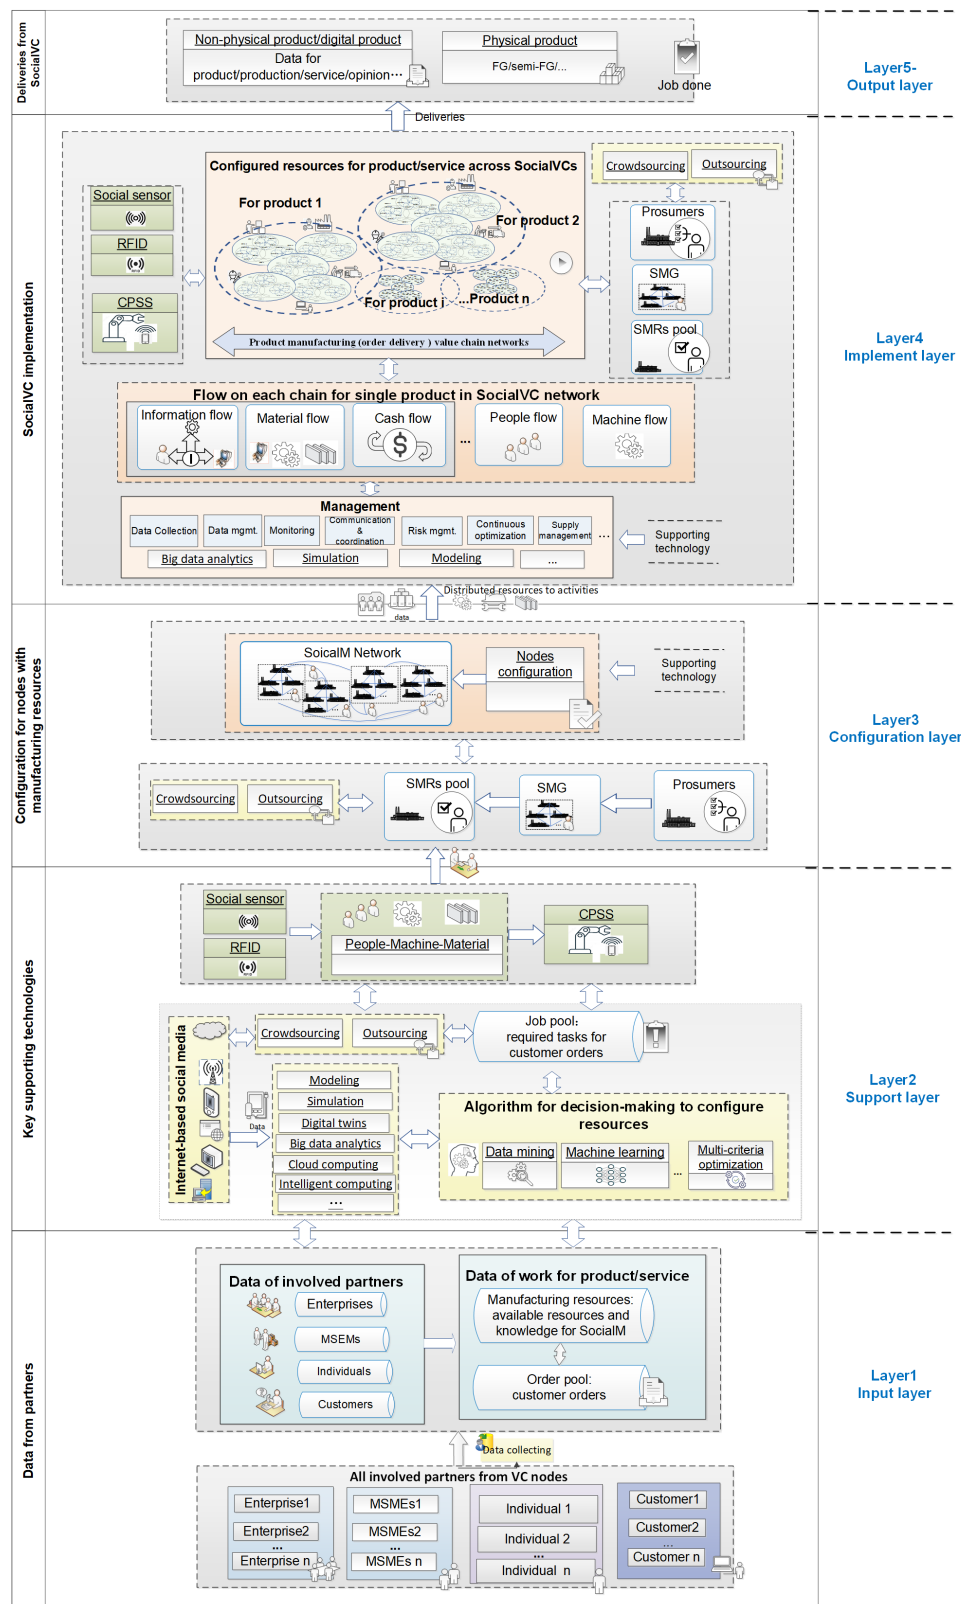 Deliveries from
SocialVC
Non-physical product/digital product
Data for
product/production/service/opinion···
Physical product
FG/semi-FG/...
Job done
Layer5-
Output layer
Deliveries
SocialVC implementation
Configured resources for product/service across SocialVCs
For product 1
For product 2
For product i
...Product n
Product manufacturing (order delivery ) value chain networks
Social sensor
RFID
CPSS
Crowdsourcing
Outsourcing
Prosumers
SMG
SMRs pool
Layer4
Implement layer
Flow on each chain for single product in SocialVC network
Information flow
Material flow
Cash flow
...
People flow
Machine flow
Management
Data Collection
Data mgmt.
Monitoring
Communication
&
coordination
Risk mgmt.
Continuous
optimization
Supply
management
...
Big data analytics
Simulation
Modeling
...
Supporting
technology
Distributed resources to activities
data
Configuration for nodes with
manufacturing resources
SoicalM Network
Nodes
configuration
Supporting
technology
Layer3
Configuration layer
Crowdsourcing
Outsourcing
SMRs pool
SMG
Prosumers
Key supporting technologies
Social sensor
RFID
RFID
People-Machine-Material
CPSS
Internet-based social media
Crowdsourcing
Outsourcing
Job pool:
required tasks for
customer orders
Data
Modeling
Simulation
Digital twins
Big data analytics
Cloud computing
Intelligent computing
...
Algorithm for decision-making to configure
resources
Data mining
Machine learning
...
Multi-criteria
optimization
Layer2
Support layer
Data from partner
Data of involved partners
Enterprises
MSEMs
Individuals
Customers
Data of work for product/service
Manufacturing resources:
available resources and
knowledge for SocialM
Order pool:
customer orders
Layer1
Input layer
Data collecting
All involved partners from VC nodes
Enterprise1
Enterprise2
...
Enterprise n
MSMEs1
MSMEs2
...
MSMEs n
Individual 1
Individual 2
...
Individual n
Customer1
Customer2
...
Customer n